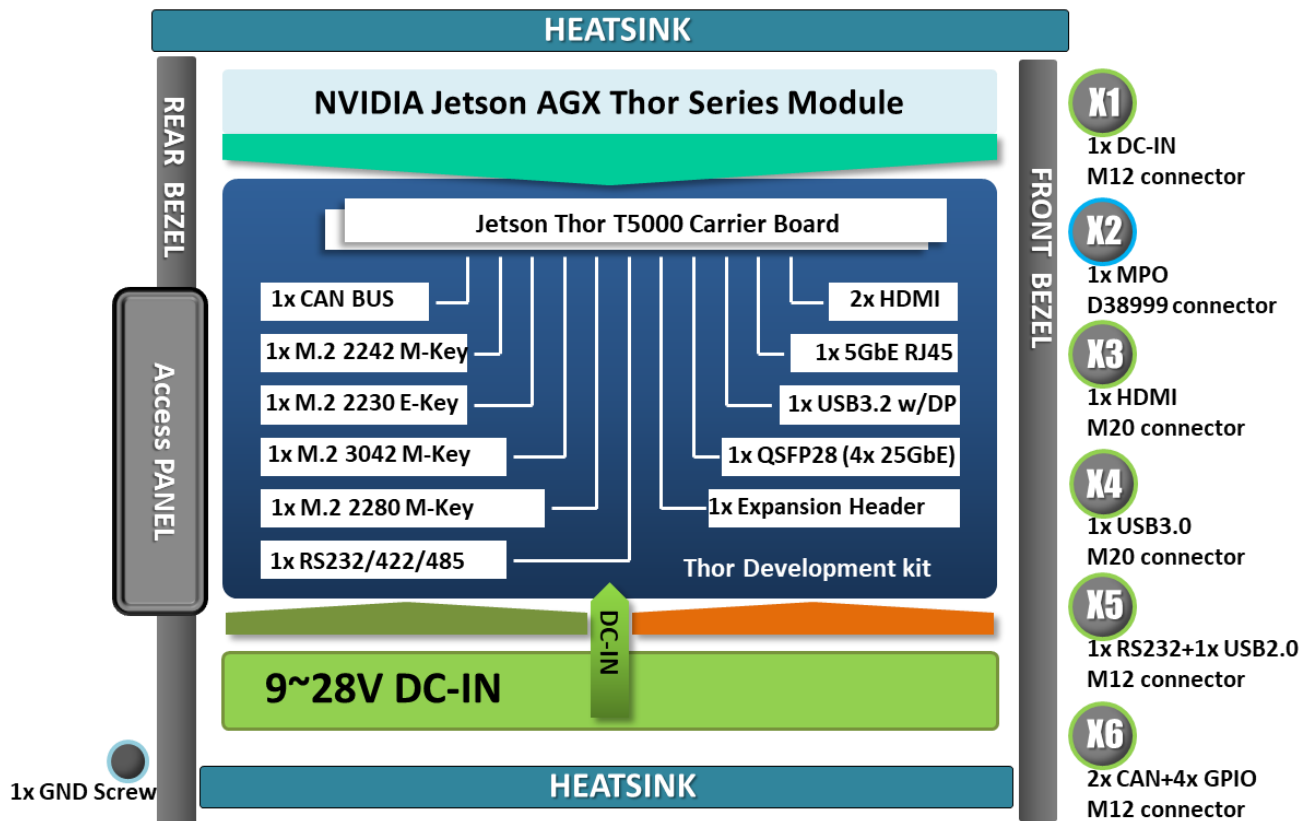 HEATSINK
REAR BEZEL
NVIDIA Jetson AGX Thor Series Module
Jetson Thor T5000 Carrier Board
1x CAN BUS
1x M.2 2242 M-Key
1x M.2 2230 E-Key
1x M.2 3042 M-Key
1x M.2 2280 M-Key
1x RS232/422/485
2x HDMI
1x 5GbE RJ45
1x USB3.2 w/DP
1x QSFP28 (4x 25GbE)
1x Expansion Header
Thor Development kit
Access PANEL
DC-IN
9~28V DC-IN
HEATSINK
1x GND Screw
FRONT BEZEL
X1
1x DC-IN
M12 connector
X2
1x MPO
D38999 connector
X3
1x HDMI
M20 connector
X4
1x USB3.0
M20 connector
X5
1x RS232+1x USB2.0
M12 connector
X6
2x CAN+4x GPIO
M12 connector